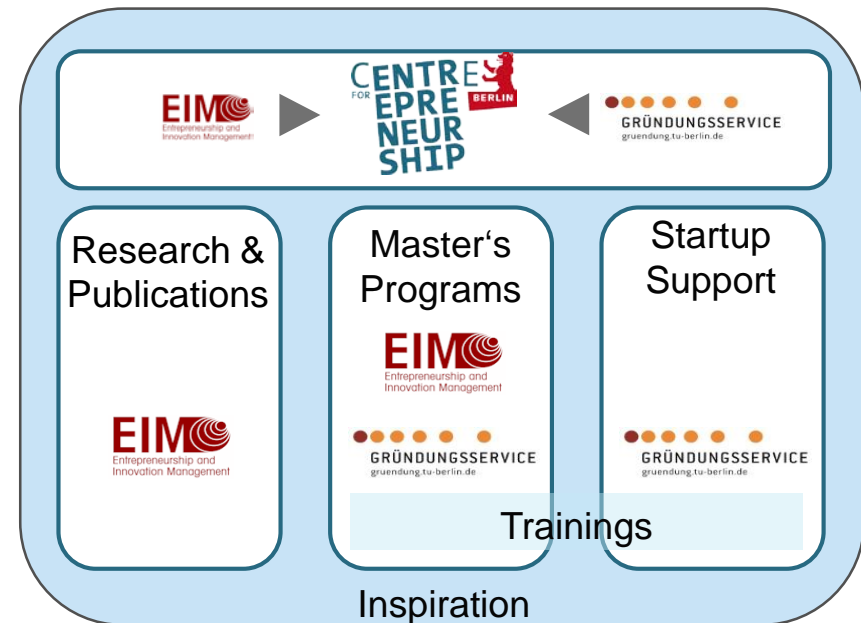 EIM
Entrepreneurship and
Innovation Management
CENTRE
FOR
EPRE
NEUR
SHIP
BERLIN
GRÜNDUNGSSERVICE
gruendung.tu-berlin.de
Research &
Publications
EIM
Entrepreneurship and
Innovation Management
Master‘s
Programs
EIM
Entrepreneurship and
Innovation Management
GRÜNDUNGSSERVICE
gruendung.tu-berlin.de
Startup
Support
GRÜNDUNGSSERVICE
gruendung.tu-berlin.de
Trainings
Inspiration